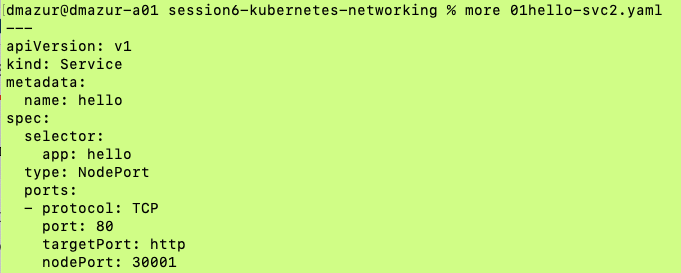 dmazur@dmazur-a01 session6-kubernetes-networking % more 01hello-svc2.yaml
---
apiVersion: v1
kind: Service
metadata:
  name: hello
spec:
  selector:
    app: hello
  type: NodePort
  ports:
  - protocol: TCP
    port: 80
    targetPort: http
    nodePort: 30001